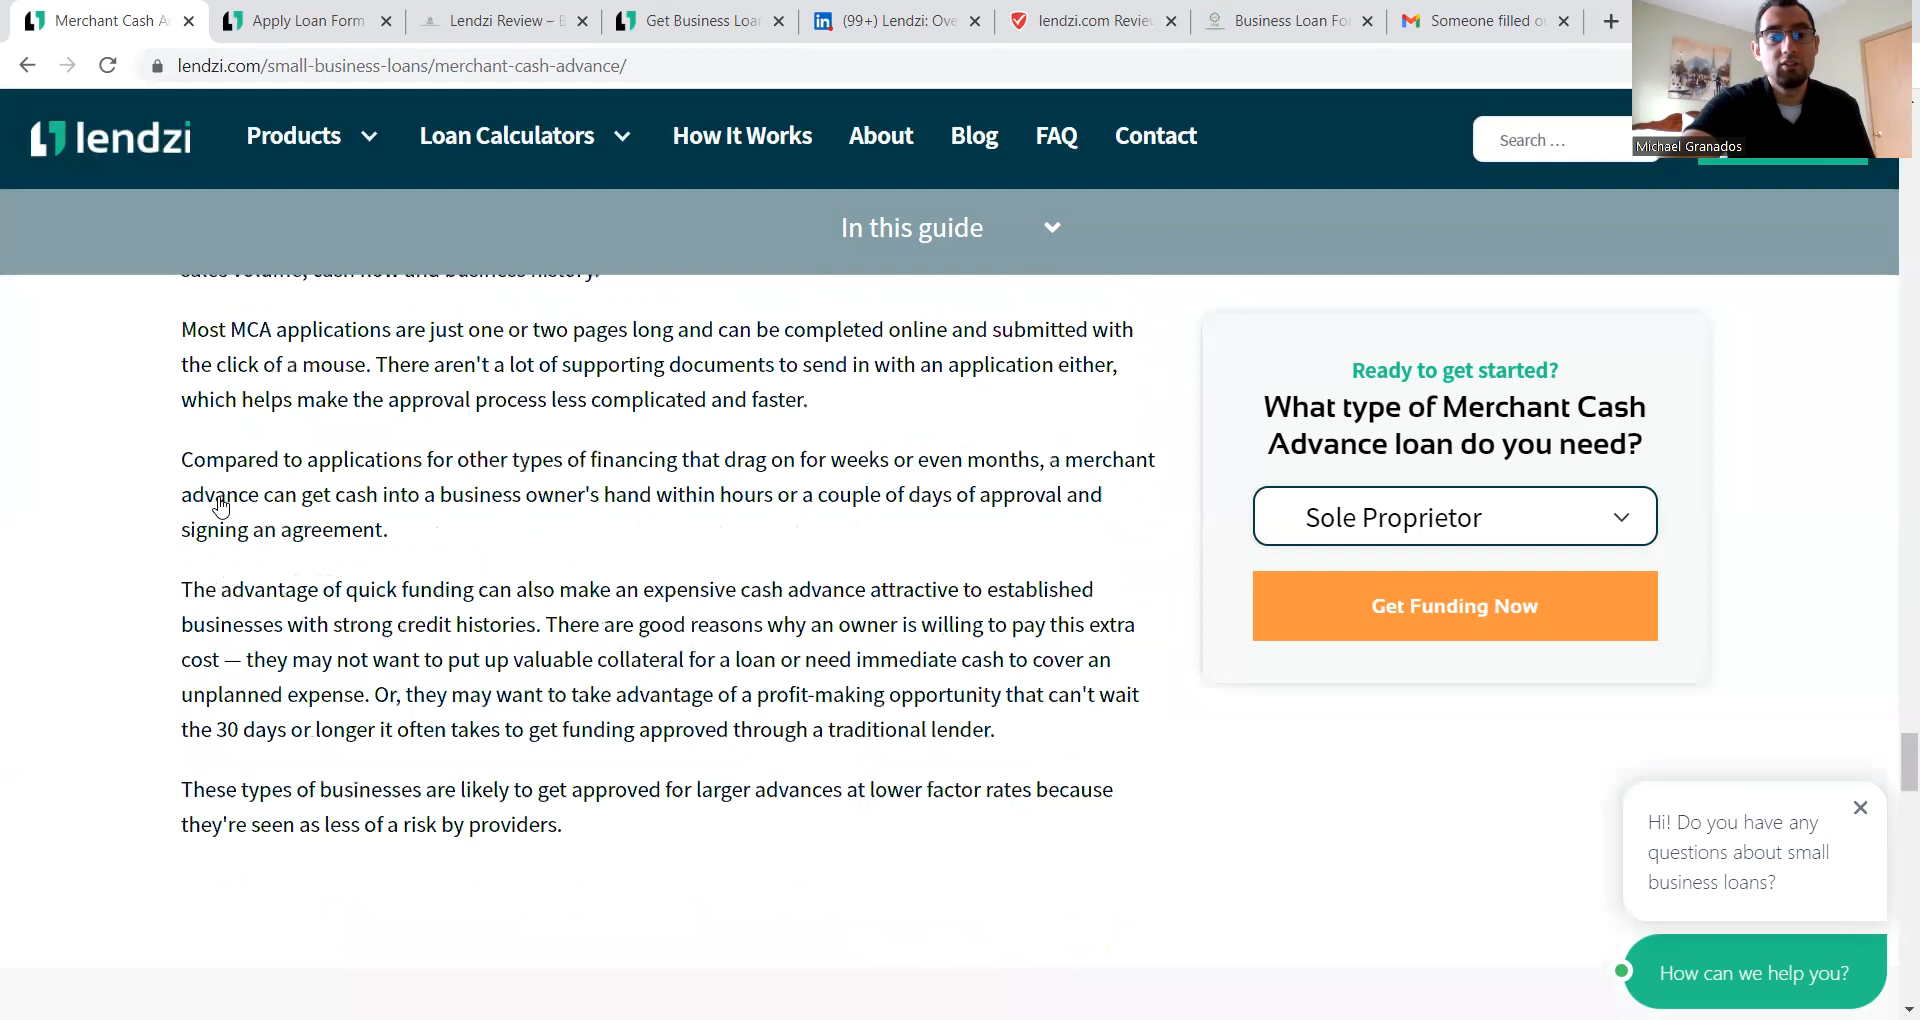 Merchant Cash A
Apply Loan Form
Lendzi Review –
Get Business Loa
(99+) Lendzi: Ove
lendzi.com Revie
Business Loan Fo
Someone filled o
lendzi.com/small-business-loans/merchant-cash-advance/
Michael Granados
lendzi
Products
Loan Calculators
How It Works
About
Blog
FAQ
Contact
Search ...
In this guide
sales volume, cash flow and business history.
Most MCA applications are just one or two pages long and can be completed online and submitted with
the click of a mouse. There aren't a lot of supporting documents to send in with an application either,
which helps make the approval process less complicated and faster.
Compared to applications for other types of financing that drag on for weeks or even months, a merchant
advance can get cash into a business owner's hand within hours or a couple of days of approval and
signing an agreement.
The advantage of quick funding can also make an expensive cash advance attractive to established
businesses with strong credit histories. There are good reasons why an owner is willing to pay this extra
cost — they may not want to put up valuable collateral for a loan or need immediate cash to cover an
unplanned expense. Or, they may want to take advantage of a profit-making opportunity that can't wait
the 30 days or longer it often takes to get funding approved through a traditional lender.
These types of businesses are likely to get approved for larger advances at lower factor rates because
they're seen as less of a risk by providers.
Ready to get started?
What type of Merchant Cash
Advance loan do you need?
Sole Proprietor
Get Funding Now
Hi! Do you have any
questions about small
business loans?
How can we help you?